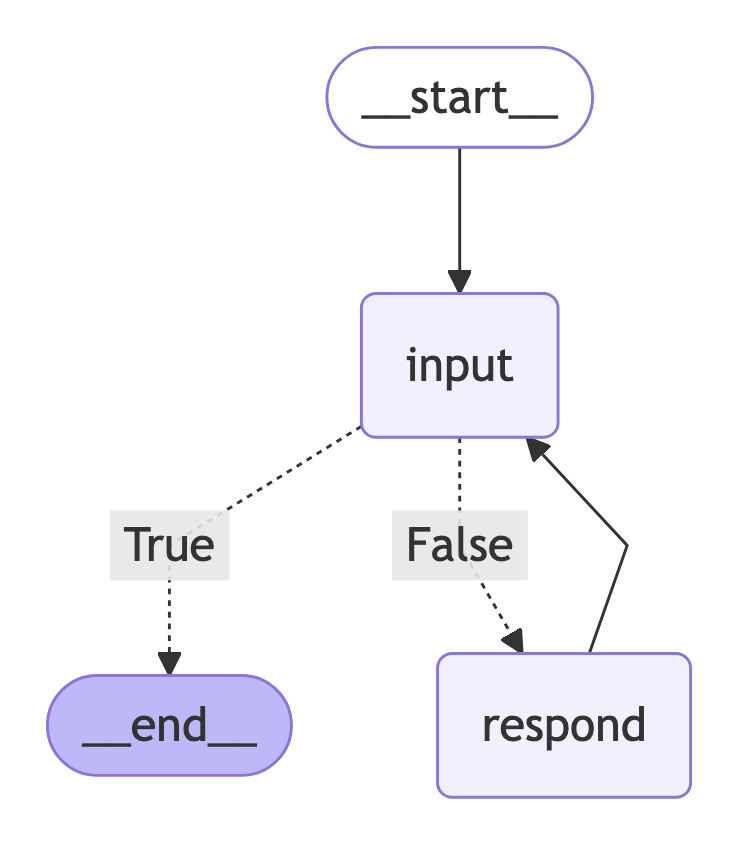 __start__
input
True
False
__end__
respond